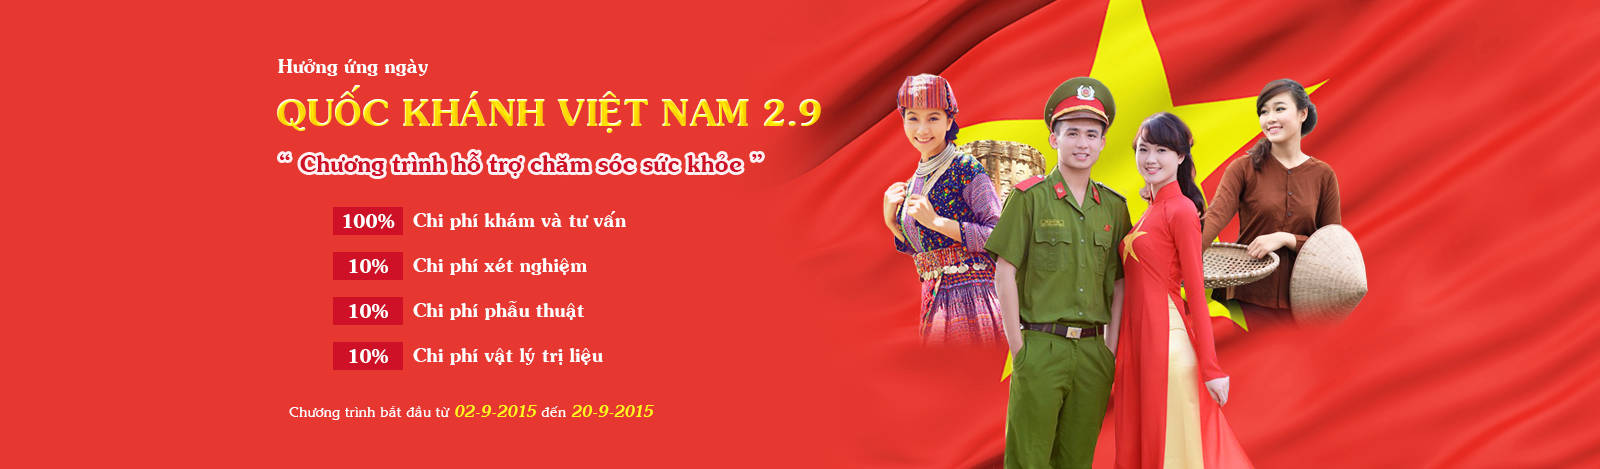 Hưởng ứng ngày
QUỐC KHÁNH VIỆT NAM 2.9
“ Chương trình hỗ trợ chăm sóc sức khỏe ”
100% Chi phí khám và tư vấn
10% Chi phí xét nghiệm
10% Chi phí phẫu thuật
10% Chi phí vật lý trị liệu
Chương trình bắt đầu từ 02-9-2015 đến 20-9-2015